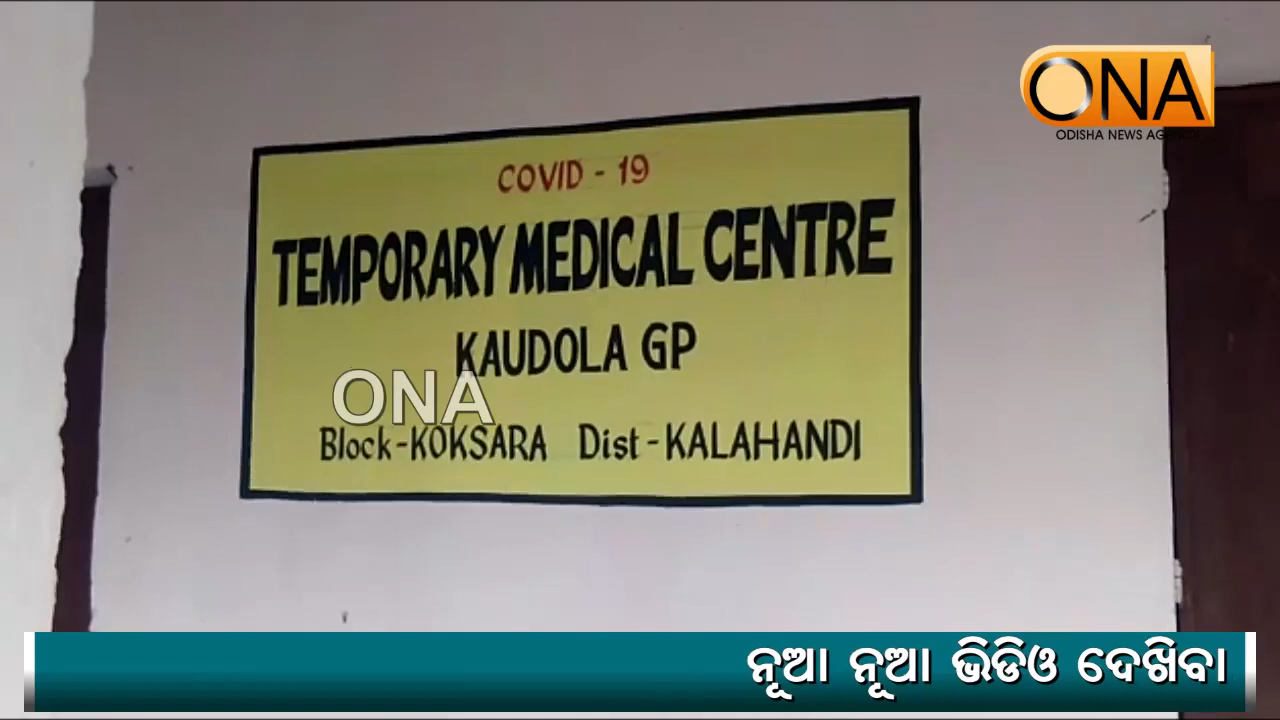 ONA
ODISHA NEWS AGENCY
COVID - 19
TEMPORARY MEDICAL CENTRE
KAUDOLA GP
ONA
Block-KOKSARA Dist-KALAHANDI
ନୂଆ ନୂଆ ଭିଡିଓ ଦେଖିବା